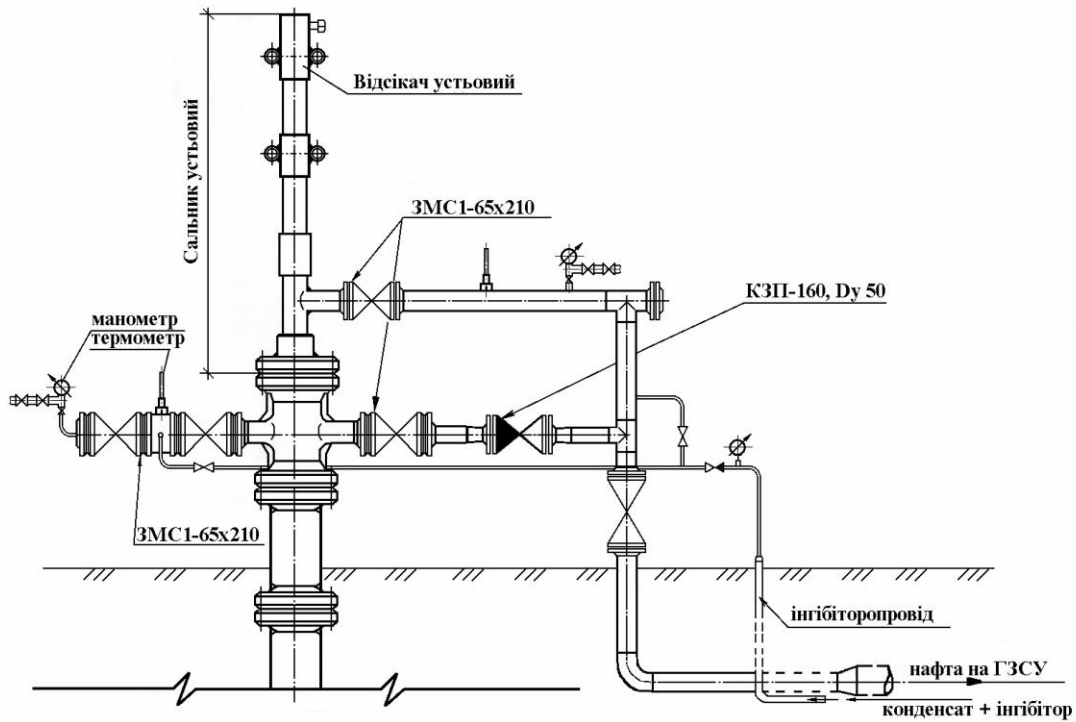 Відсікач устьовий
Сальник устьовий
ЗМС1-65х210
КЗП-160, Dy 50
манометр
термометр
ЗМС1-65х210
інгібіторопровід
нафта на ГЗСУ
конденсат + інгібітор